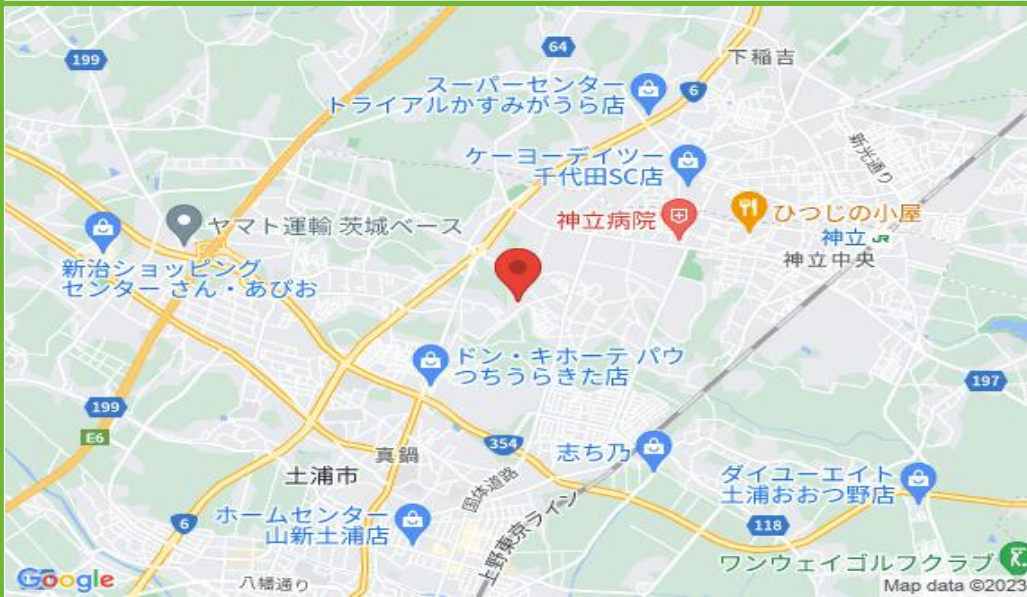 199
64
下稲吉
スーパーセンター
トライアルかすみがうら店
6
新光通り
ケーヨーデイツー
千代田SC店
ひつじの小屋
神立病院
神立 JR
神立中央
ヤマト運輸 茨城ベース
新治ショッピング
センター さん・あぴお
ドン・キホーテ パウ
つちうらきた店
197
199
E6
354
真鍋
志ち乃
土浦市
国体道路
ダイユーエイト
土浦おおつ野店
6
ホームセンター
山新土浦店
上野東京ライン
118
ワンウェイゴルフクラブ
Google
八幡通り
Map data ©2023